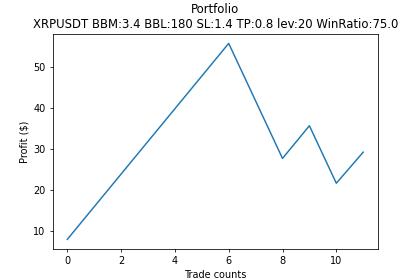 Portfolio
XRPUSDT BBM:3.4 BBL:180 SL:1.4 TP:0.8 lev:20 WinRatio:75.0
50
40
30
20
10
Profit ($)
0 2 4 6 8 10
Trade counts